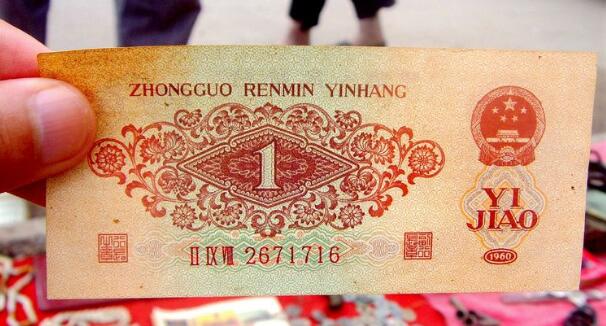 ZHONGGUO RENMIN YINHANG
1
YI
JIAO
II IX VIII 2671716
1960